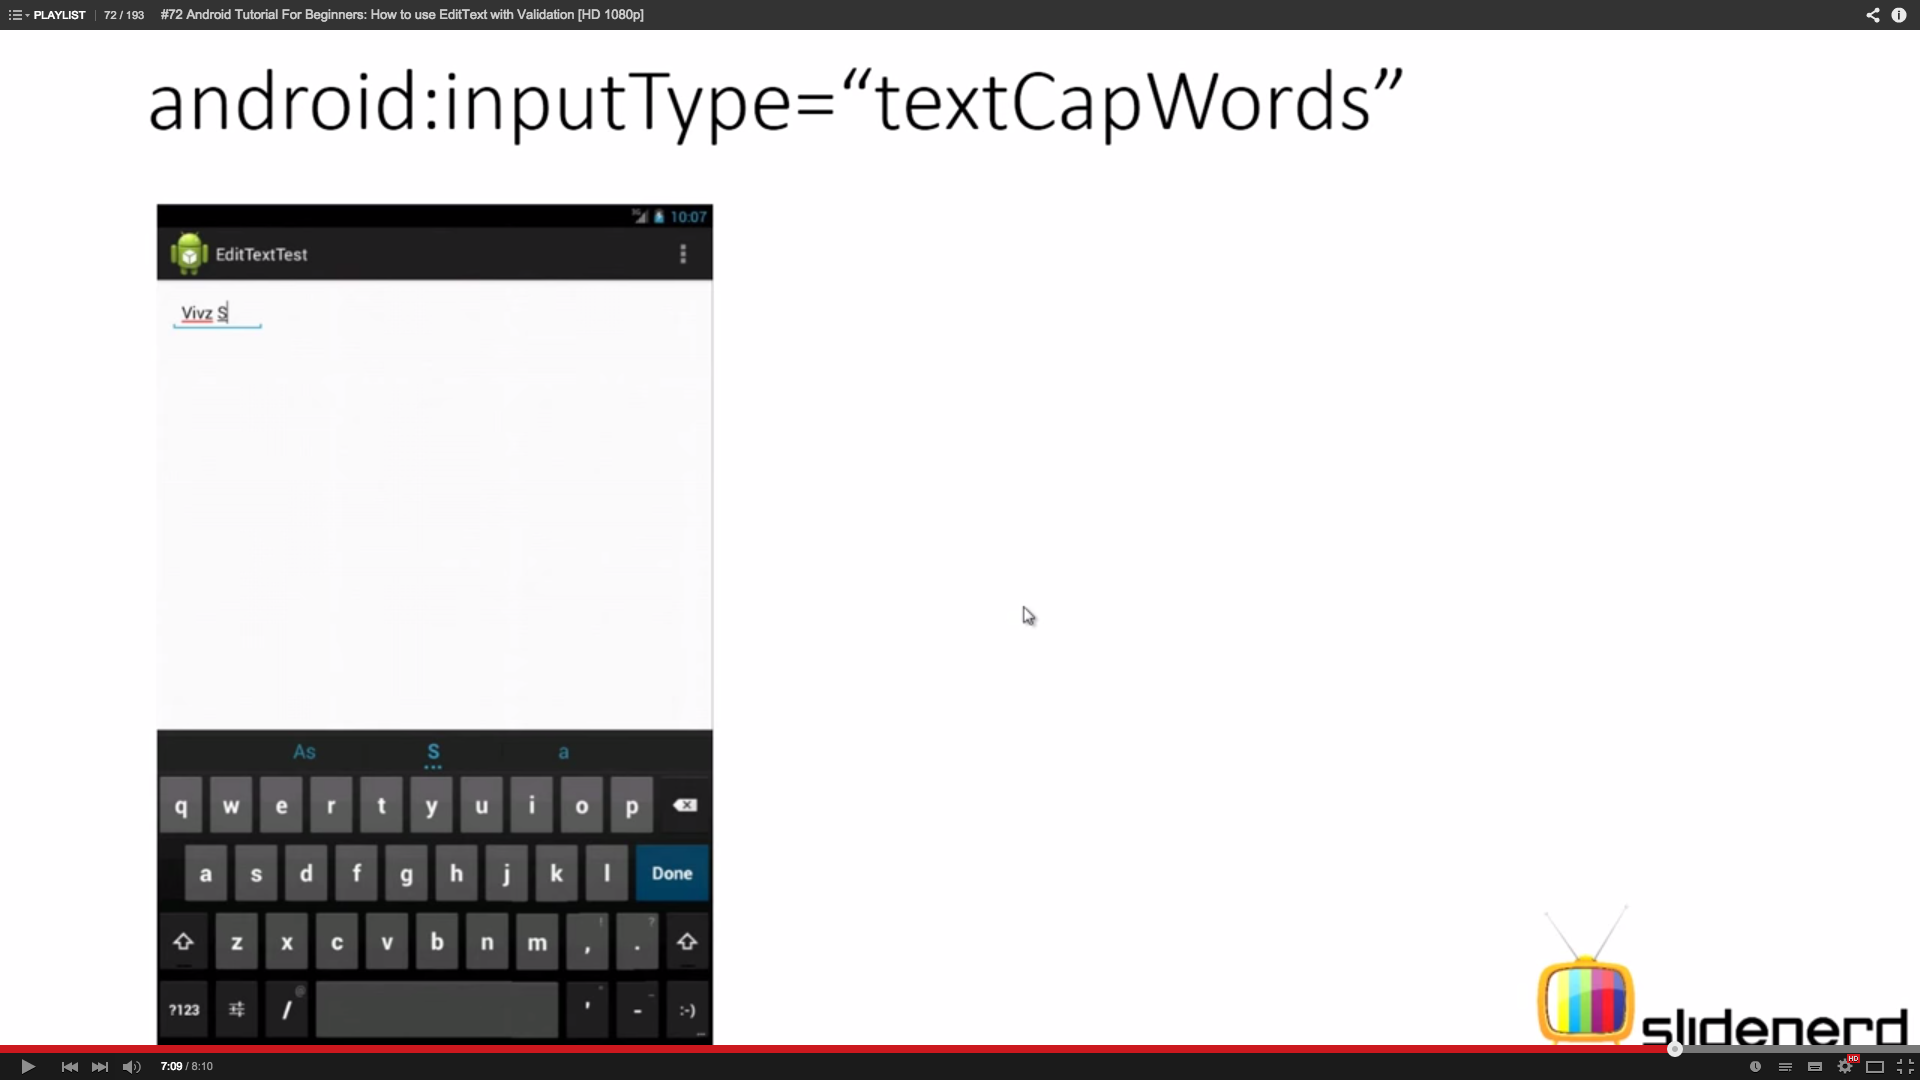 PLAYLIST 72 / 193 #72 Android Tutorial For Beginners: How to use EditText with Validation [HD 1080p]
android:inputType=“textCapWords”
3G 10:07
EditTextTest
Vivz S
As S a
q w e r t y u i o p
a s d f g h j k l Done
z x c v b n m , ! . ?
?123 / @ ' " - _ :-)
slidenerd
7:09 / 8:10 HD